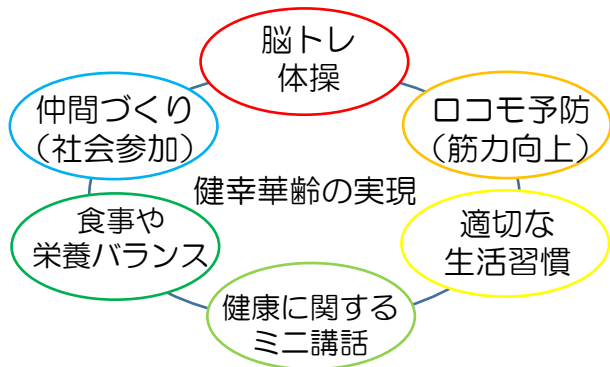 脳トレ
体操
ロコモ予防
（筋力向上）
適切な
生活習慣
健康に関する
ミニ講話
食事や
栄養バランス
仲間づくり
（社会参加）
健幸華齢の実現